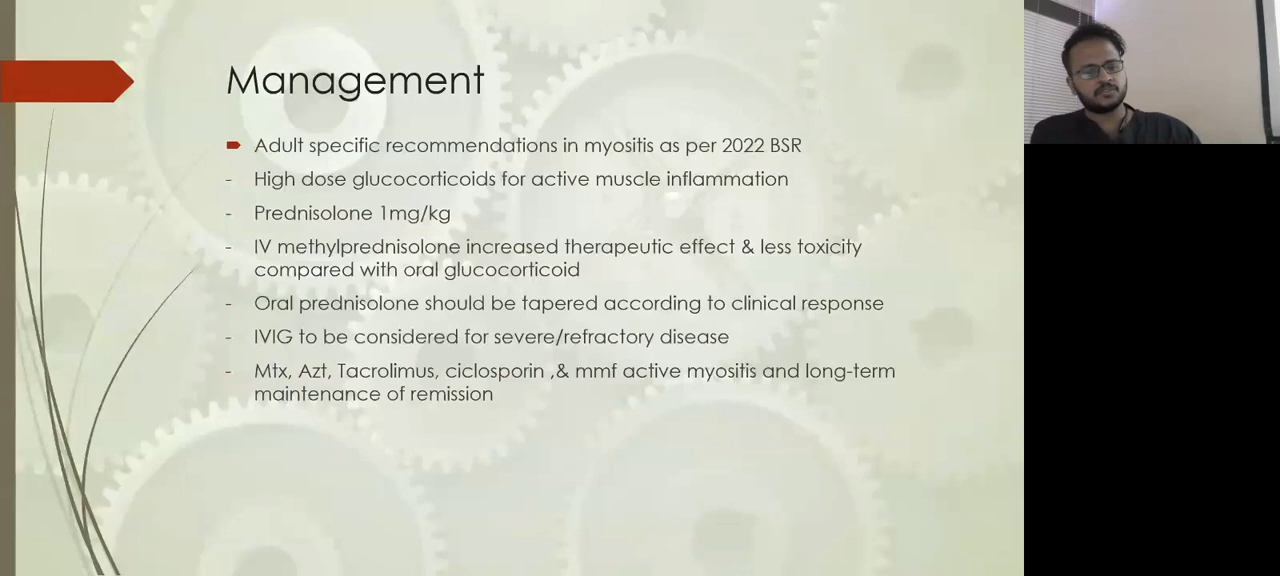 Management
Adult specific recommendations in myositis as per 2022 BSR
- High dose glucocorticoids for active muscle inflammation
- Prednisolone 1mg/kg
- IV methylprednisolone increased therapeutic effect & less toxicity
compared with oral glucocorticoid
- Oral prednisolone should be tapered according to clinical response
- IVIG to be considered for severe/refractory disease
- Mtx, Azt, Tacrolimus, ciclosporin ,& mmf active myositis and long-term
maintenance of remission